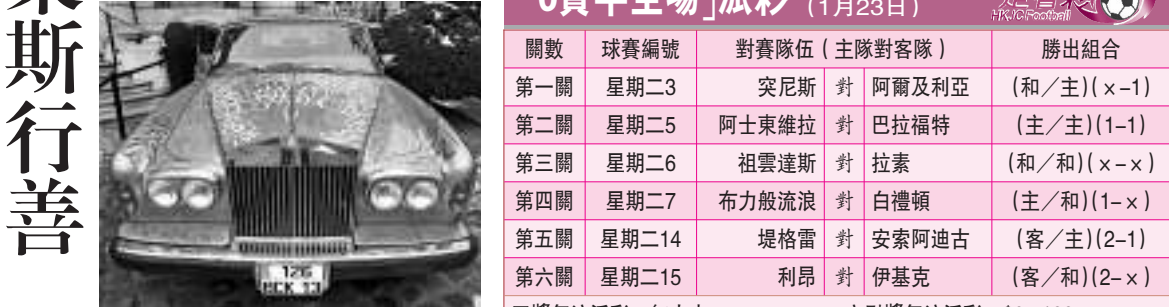 斯行善
半全場」派彩（1月23日）
HKJC Football
關數 球賽編號 對賽隊伍（主隊對客隊） 勝出組合
第一關 星期二3 突尼斯 對 阿爾及利亞 (和／主)(×–1)
第二關 星期二5 阿士東維拉 對 巴拉福特 (主／主)(1–1)
第三關 星期二6 祖雲達斯 對 拉素 (和／和)(×–×)
第四關 星期二7 布力般流浪 對 白禮頓 (主／和)(1–×)
第五關 星期二14 堤格雷 對 安索阿迪古 (客／主)(2–1)
第六關 星期二15 利昂 對 伊基克 (客／和)(2–×)